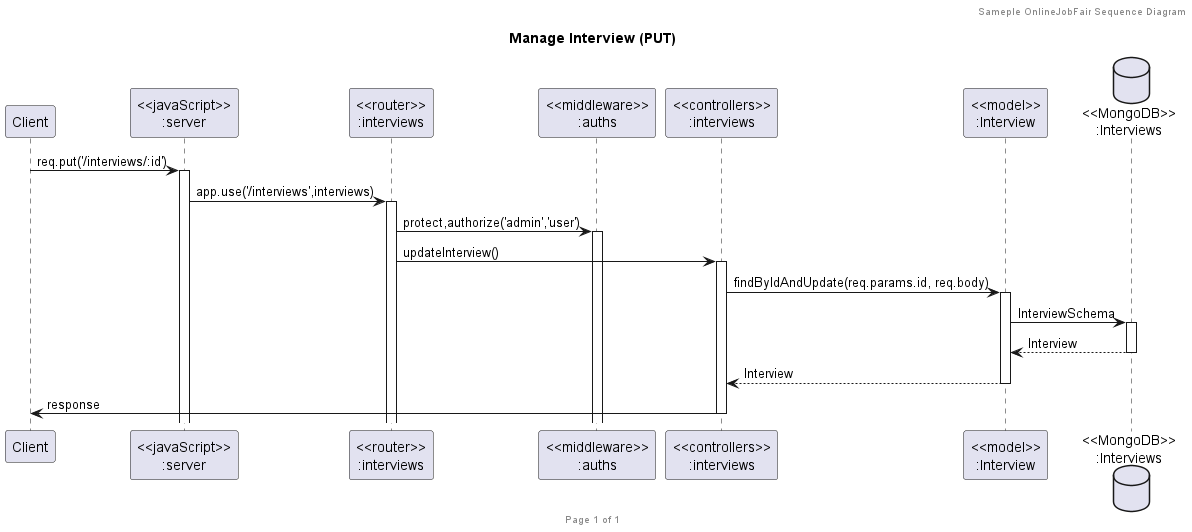 Sameple OnlineJobFair Sequence Diagram
Manage Interview (PUT)
Client
<<javaScript>>
:server
<<router>>
:interviews
<<middleware>>
:auths
<<controllers>>
:interviews
<<model>>
:Interview
<<MongoDB>>
:Interviews
req.put('/interviews/:id')
app.use('/interviews',interviews)
protect,authorize('admin','user')
updateInterview()
findByIdAndUpdate(req.params.id, req.body)
InterviewSchema
Interview
Interview
response
Client
<<javaScript>>
:server
<<router>>
:interviews
<<middleware>>
:auths
<<controllers>>
:interviews
<<model>>
:Interview
<<MongoDB>>
:Interviews
Page 1 of 1